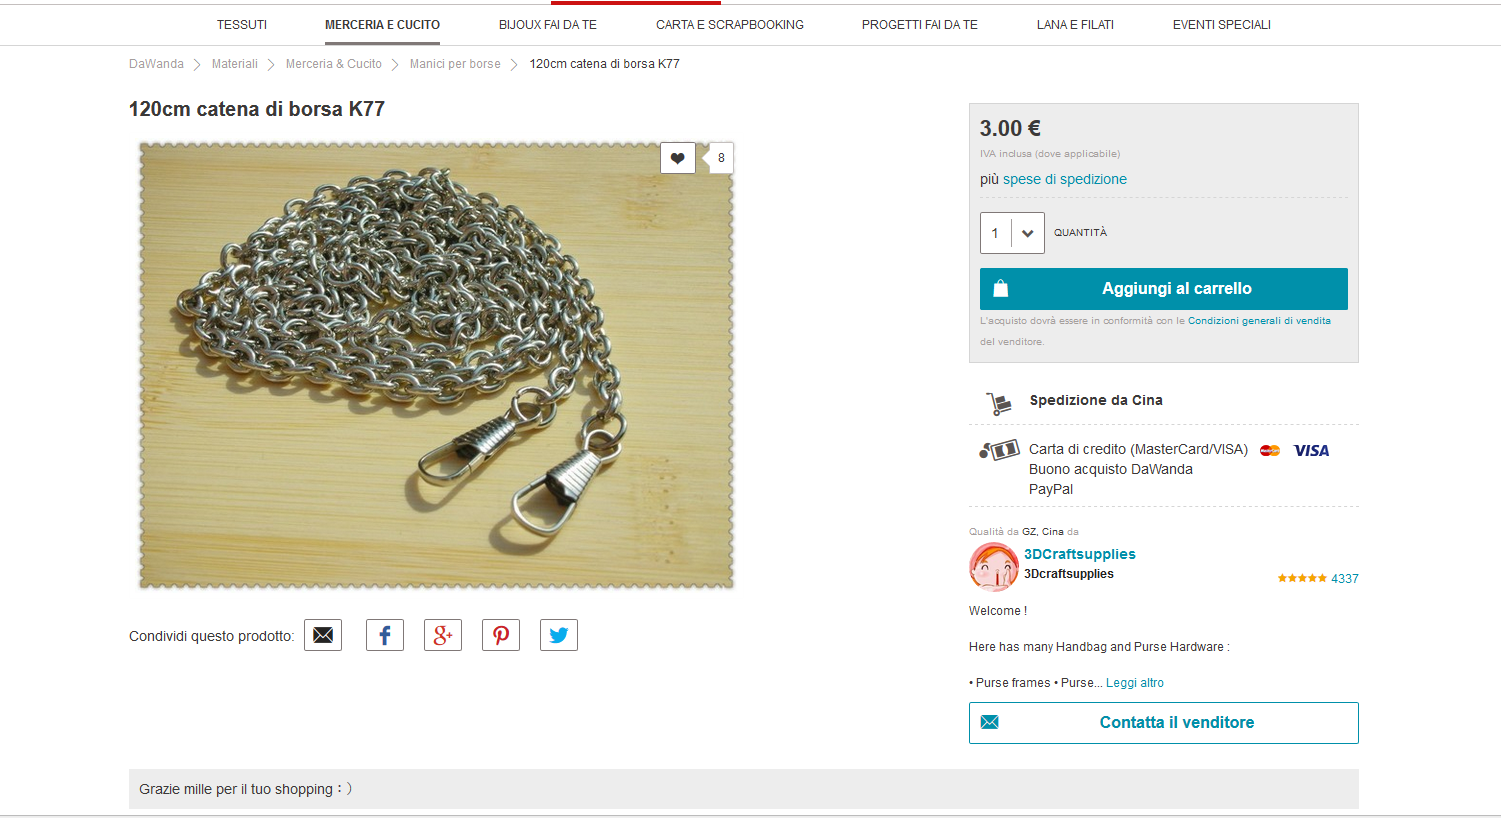 TESSUTI
MERCERIA E CUCITO
BIJOUX FAI DA TE
CARTA E SCRAPBOOKING
PROGETTI FAI DA TE
LANA E FILATI
EVENTI SPECIALI
DaWanda
Materiali
Merceria & Cucito
Manici per borse
120cm catena di borsa K77
120cm catena di borsa K77
8
3.00 €
IVA inclusa (dove applicabile)
più spese di spedizione
1
QUANTITÀ
Aggiungi al carrello
L'acquisto dovrà essere in conformità con le Condizioni generali di vendita
del venditore.
Spedizione da Cina
Carta di credito (MasterCard/VISA) MasterCard VISA
Buono acquisto DaWanda
PayPal
Qualità da GZ, Cina da
3DCraftsupplies
3Dcraftsupplies
4337
Welcome !
Here has many Handbag and Purse Hardware :
• Purse frames • Purse... Leggi altro
Contatta il venditore
Condividi questo prodotto:
f
g+
Grazie mille per il tuo shopping : )